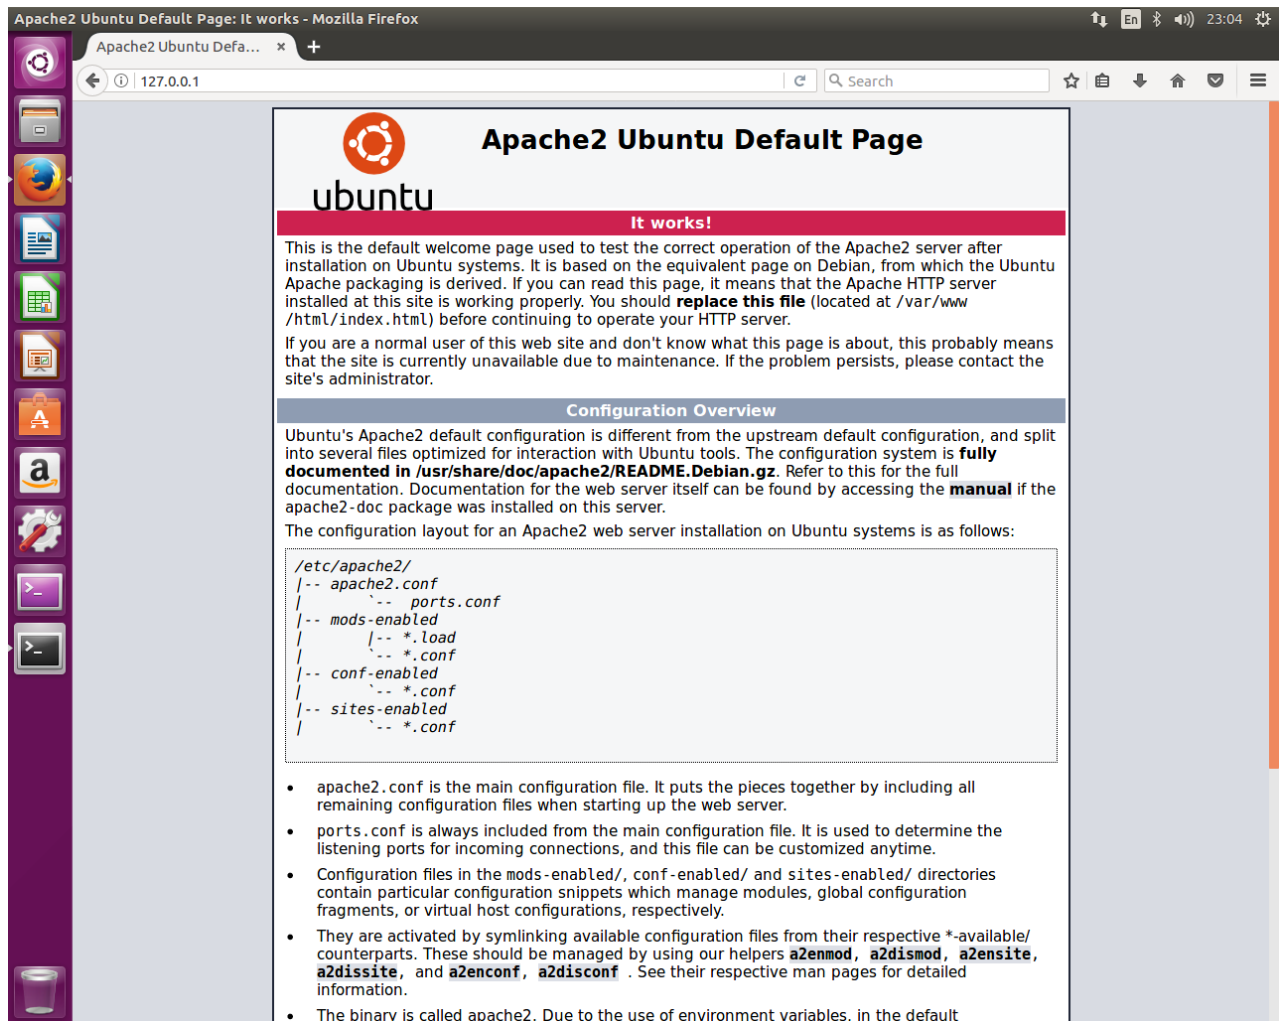 Apache2 Ubuntu Default Page: It works - Mozilla Firefox
En
23:04
Apache2 Ubuntu Defa...
127.0.0.1
Search
ubuntu
Apache2 Ubuntu Default Page
It works!
This is the default welcome page used to test the correct operation of the Apache2 server after
installation on Ubuntu systems. It is based on the equivalent page on Debian, from which the Ubuntu
Apache packaging is derived. If you can read this page, it means that the Apache HTTP server
installed at this site is working properly. You should replace this file (located at /var/www
/html/index.html) before continuing to operate your HTTP server.
If you are a normal user of this web site and don't know what this page is about, this probably means
that the site is currently unavailable due to maintenance. If the problem persists, please contact the
site's administrator.
Configuration Overview
Ubuntu's Apache2 default configuration is different from the upstream default configuration, and split
into several files optimized for interaction with Ubuntu tools. The configuration system is fully
documented in /usr/share/doc/apache2/README.Debian.gz. Refer to this for the full
documentation. Documentation for the web server itself can be found by accessing the manual if the
apache2-doc package was installed on this server.
The configuration layout for an Apache2 web server installation on Ubuntu systems is as follows:
/etc/apache2/
|-- apache2.conf
|       `--  ports.conf
|-- mods-enabled
|       |-- *.load
|       `-- *.conf
|-- conf-enabled
|       `-- *.conf
|-- sites-enabled
|       `-- *.conf
• apache2.conf is the main configuration file. It puts the pieces together by including all
remaining configuration files when starting up the web server.
• ports.conf is always included from the main configuration file. It is used to determine the
listening ports for incoming connections, and this file can be customized anytime.
• Configuration files in the mods-enabled/, conf-enabled/ and sites-enabled/ directories
contain particular configuration snippets which manage modules, global configuration
fragments, or virtual host configurations, respectively.
• They are activated by symlinking available configuration files from their respective *-available/
counterparts. These should be managed by using our helpers a2enmod, a2dismod, a2ensite,
a2dissite, and a2enconf, a2disconf . See their respective man pages for detailed
information.
• The binary is called apache2. Due to the use of environment variables, in the default